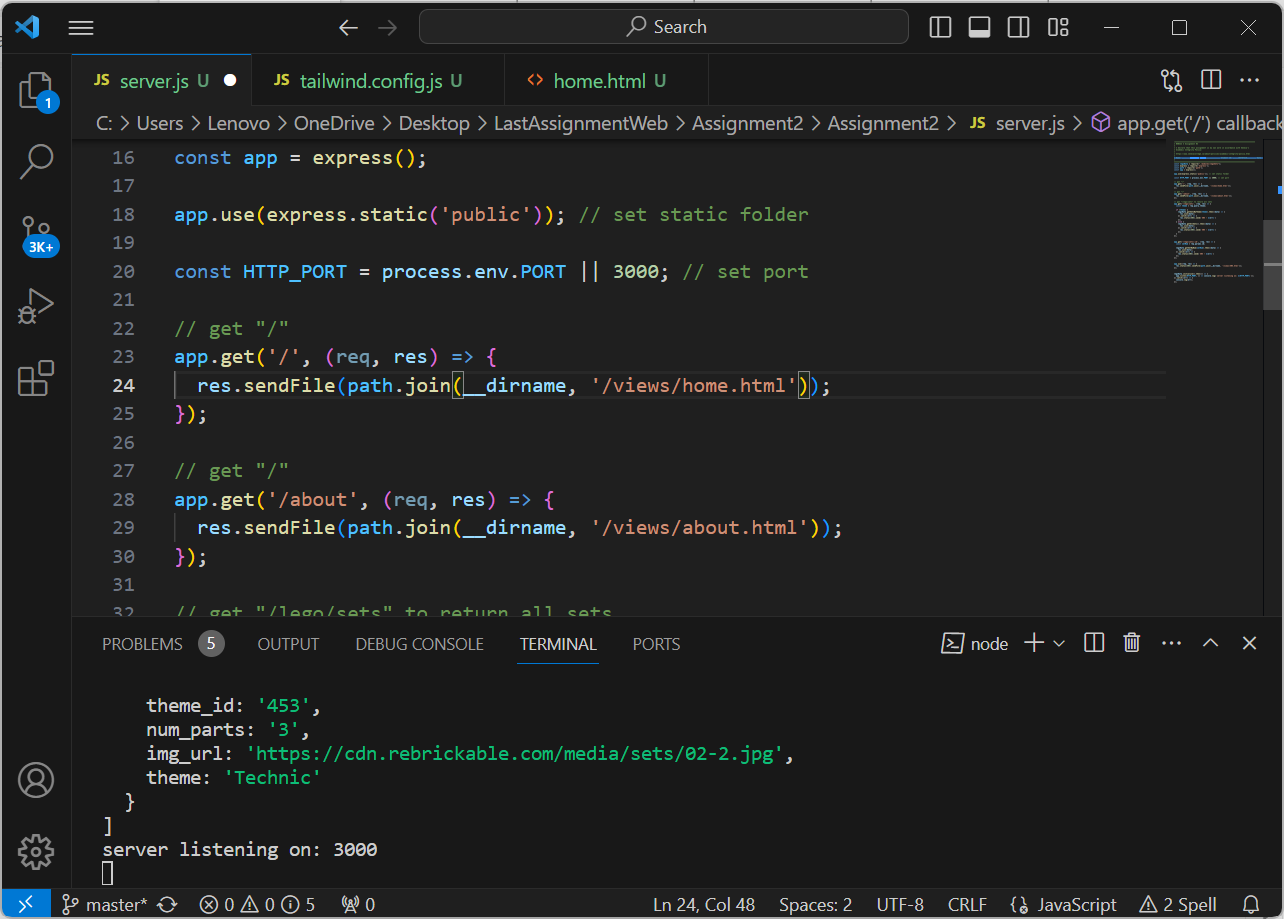 Search
JS server.js U
JS tailwind.config.js U
<> home.html U
1
C: > Users > Lenovo > OneDrive > Desktop > LastAssignmentWeb > Assignment2 > Assignment2 > JS server.js > app.get('/') callback
3K+
16 const app = express();
17
18 app.use(express.static('public')); // set static folder
19
20 const HTTP_PORT = process.env.PORT || 3000; // set port
21
22 // get "/"
23 app.get('/', (req, res) => {
24 res.sendFile(path.join(__dirname, '/views/home.html'));
25 });
26
27 // get "/"
28 app.get('/about', (req, res) => {
29 res.sendFile(path.join(__dirname, '/views/about.html'));
30 });
31
32 // get "/lego/sets" to return all sets
PROBLEMS 5 OUTPUT DEBUG CONSOLE TERMINAL PORTS node
theme_id: '453',
num_parts: '3',
img_url: 'https://cdn.rebrickable.com/media/sets/02-2.jpg',
theme: 'Technic'
}
]
server listening on: 3000
master* 0 0 5 0 Ln 24, Col 48 Spaces: 2 UTF-8 CRLF JavaScript 2 Spell